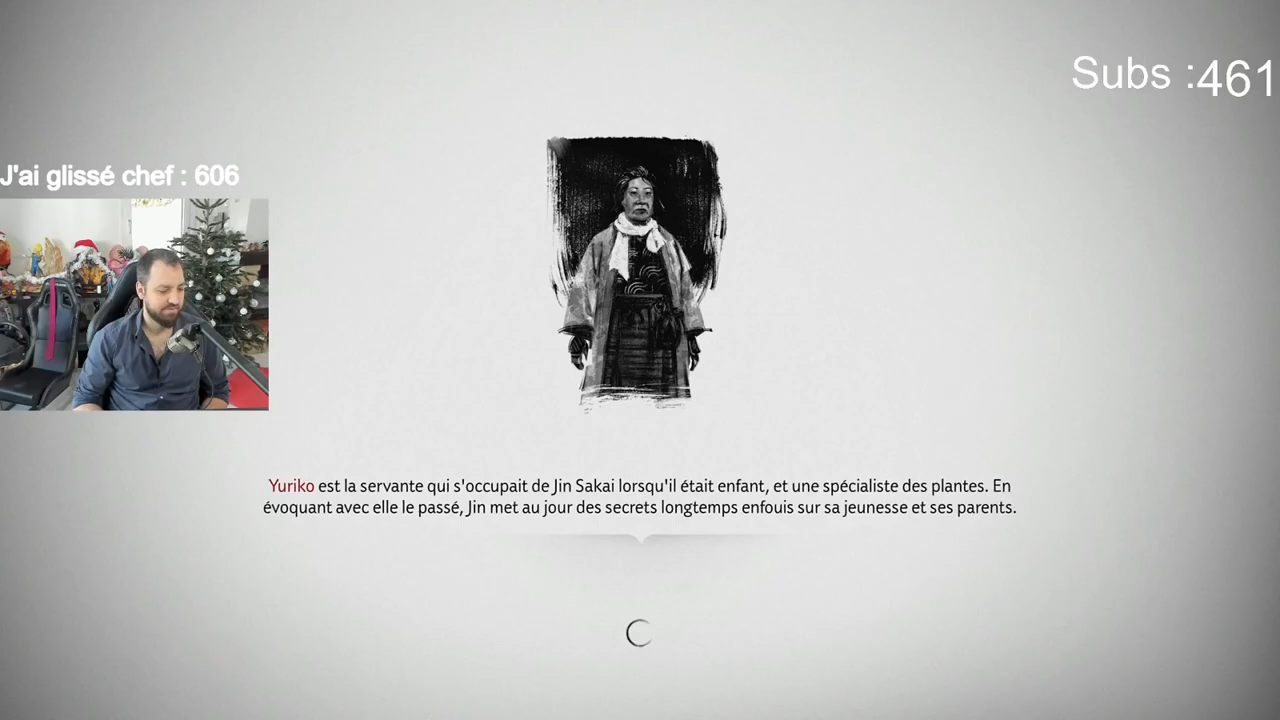 Subs :461
J'ai glissé chef : 606
Yuriko est la servante qui s'occupait de Jin Sakai lorsqu'il était enfant, et une spécialiste des plantes. En
évoquant avec elle le passé, Jin met au jour des secrets longtemps enfouis sur sa jeunesse et ses parents.